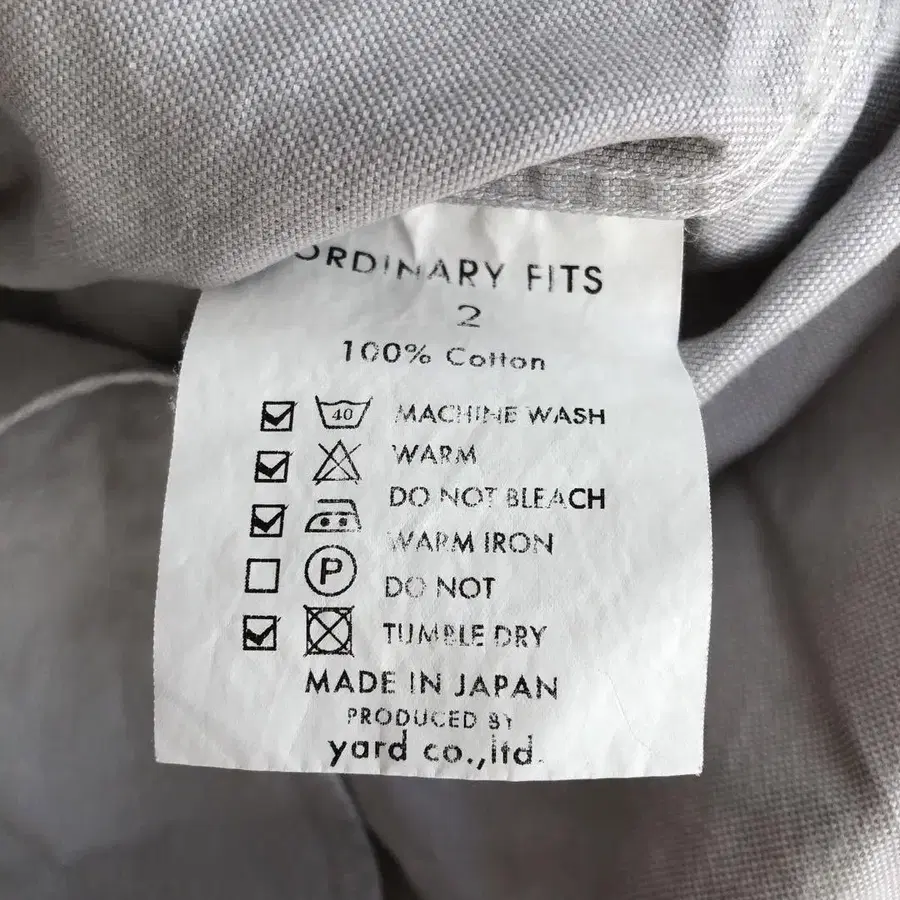 ORDINARY FITS
2
100% Cotton
40 MACHINE WASH
WARM
DO NOT BLEACH
WARM IRON
P DO NOT
TUMBLE DRY
MADE IN JAPAN
PRODUCED BY
yard co.,ltd.